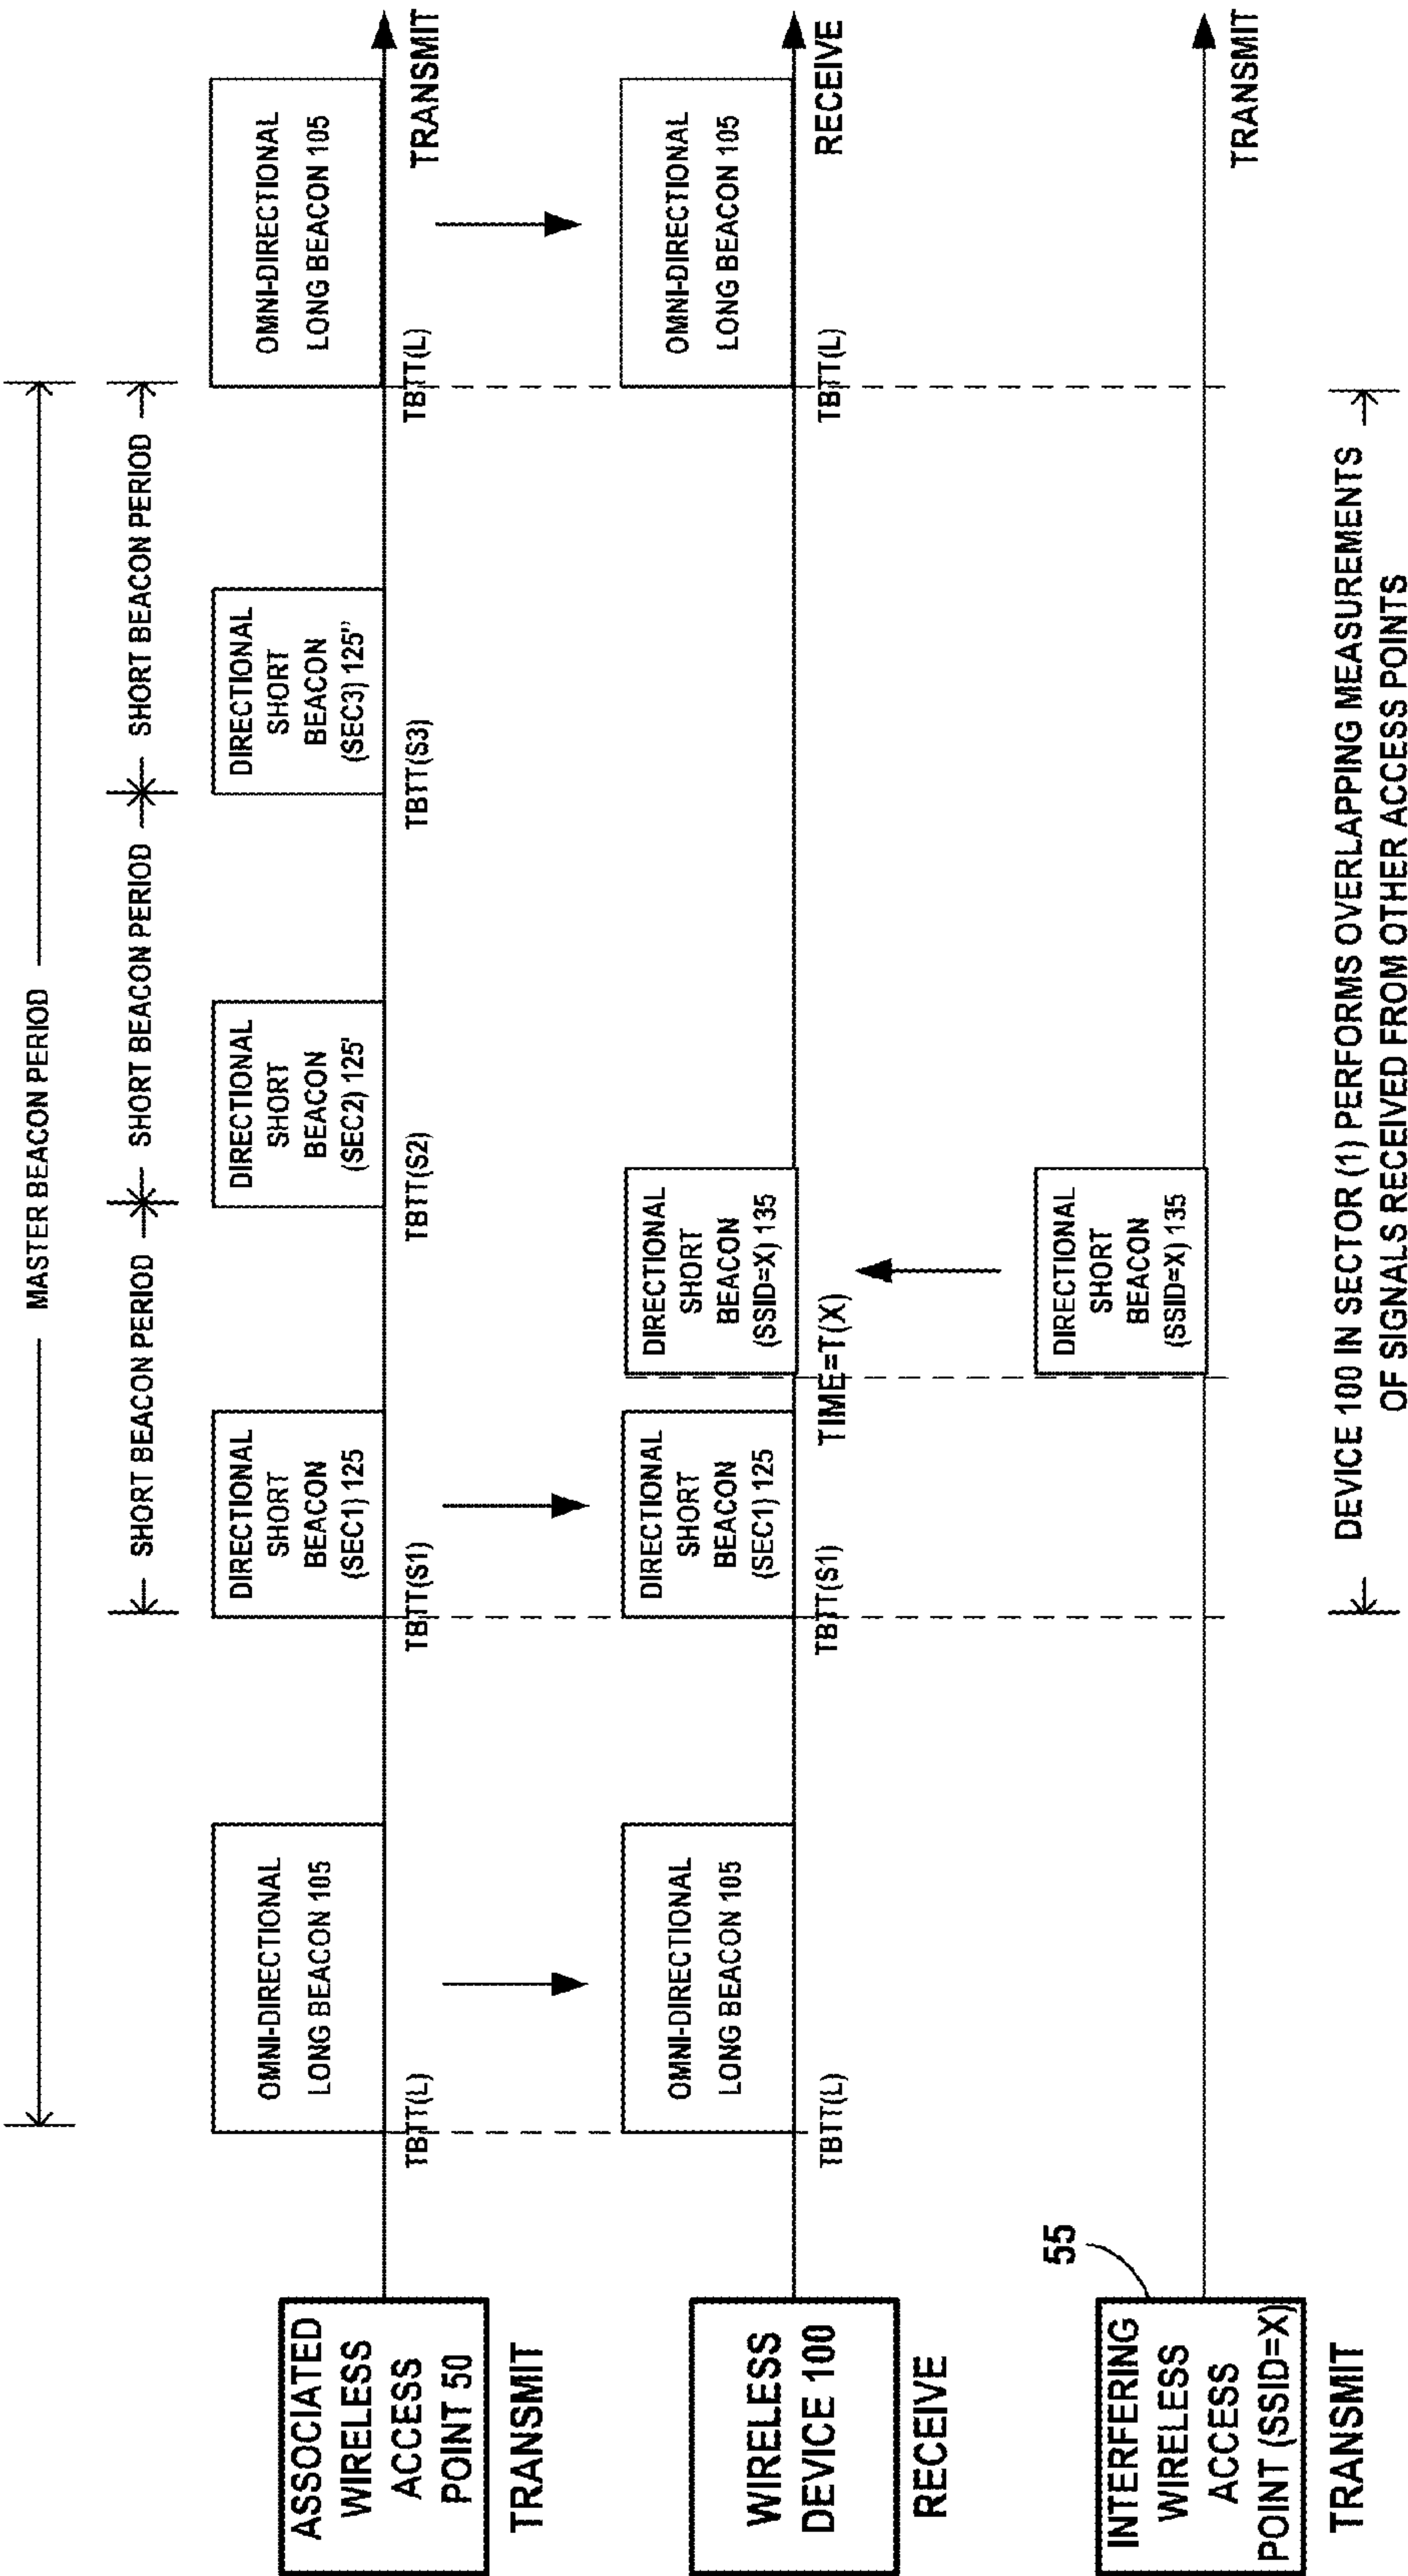 MASTER BEACON PERIOD
SHORT BEACON PERIOD
SHORT BEACON PERIOD
SHORT BEACON PERIOD
ASSOCIATED
WIRELESS
ACCESS
POINT 50
TRANSMIT
OMNI-DIRECTIONAL
LONG BEACON 105
TBTT(L)
DIRECTIONAL
SHORT
BEACON
(SEC1) 125
TBTT(S1)
DIRECTIONAL
SHORT
BEACON
(SEC2) 125'
TBTT(S2)
DIRECTIONAL
SHORT
BEACON
(SEC3) 125"
TBTT(S3)
OMNI-DIRECTIONAL
LONG BEACON 105
TBTT(L)
TRANSMIT
WIRELESS
DEVICE 100
RECEIVE
OMNI-DIRECTIONAL
LONG BEACON 105
TBTT(L)
DIRECTIONAL
SHORT
BEACON
(SEC1) 125
TBTT(S1)
DIRECTIONAL
SHORT
BEACON
(SSID=X) 135
TIME=T(X)
OMNI-DIRECTIONAL
LONG BEACON 105
TBTT(L)
RECEIVE
55
INTERFERING
WIRELESS
ACCESS
POINT (SSID=X)
TRANSMIT
DIRECTIONAL
SHORT
BEACON
(SSID=X) 135
TRANSMIT
DEVICE 100 IN SECTOR (1) PERFORMS OVERLAPPING MEASUREMENTS
OF SIGNALS RECEIVED FROM OTHER ACCESS POINTS